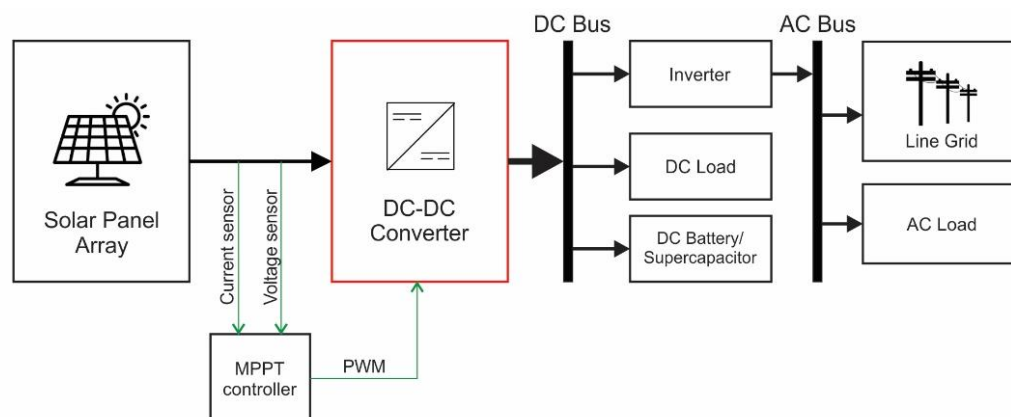 DC Bus
AC Bus
Solar Panel
Array
DC-DC
Converter
Inverter
DC Load
DC Battery/
Supercapacitor
Line Grid
AC Load
Current sensor
Voltage sensor
MPPT
controller
PWM